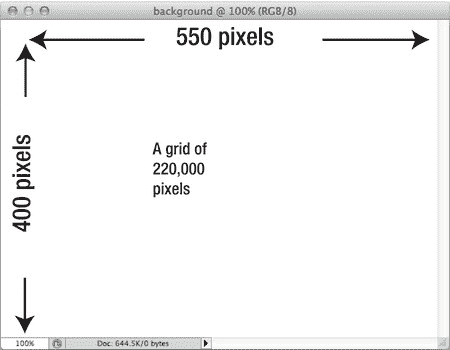 background @ 100% (RGB/8)
550 pixels
400 pixels
A grid of
220,000
pixels
100%
Doc: 644.5K/0 bytes